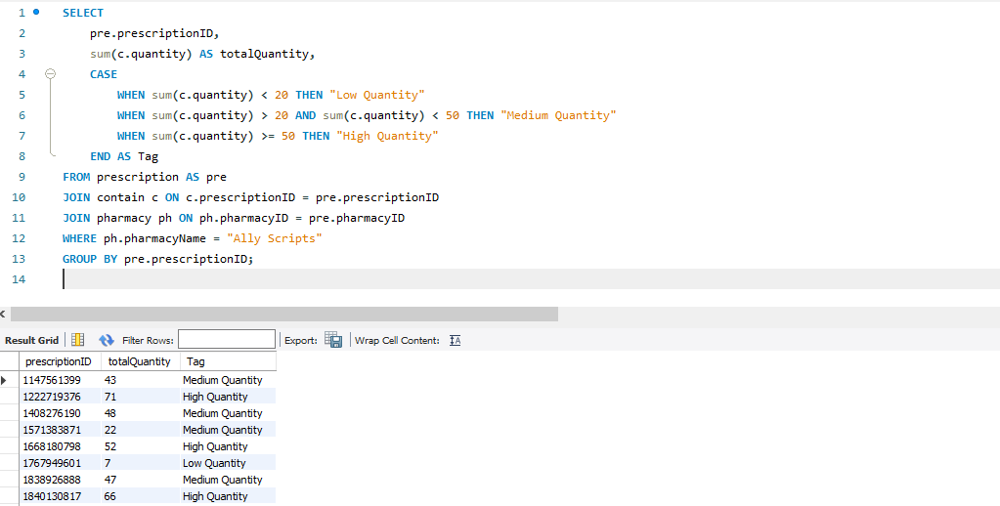 1 SELECT
2 pre.prescriptionID,
3 sum(c.quantity) AS totalQuantity,
4 CASE
5 WHEN sum(c.quantity) < 20 THEN "Low Quantity"
6 WHEN sum(c.quantity) > 20 AND sum(c.quantity) < 50 THEN "Medium Quantity"
7 WHEN sum(c.quantity) >= 50 THEN "High Quantity"
8 END AS Tag
9 FROM prescription AS pre
10 JOIN contain c ON c.prescriptionID = pre.prescriptionID
11 JOIN pharmacy ph ON ph.pharmacyID = pre.pharmacyID
12 WHERE ph.pharmacyName = "Ally Scripts"
13 GROUP BY pre.prescriptionID;
14
Result Grid Filter Rows: Export: Wrap Cell Content:
prescriptionID totalQuantity Tag
1147561399 43 Medium Quantity
1222719376 71 High Quantity
1408276190 48 Medium Quantity
1571383871 22 Medium Quantity
1668180798 52 High Quantity
1767949601 7 Low Quantity
1838926888 47 Medium Quantity
1840130817 66 High Quantity